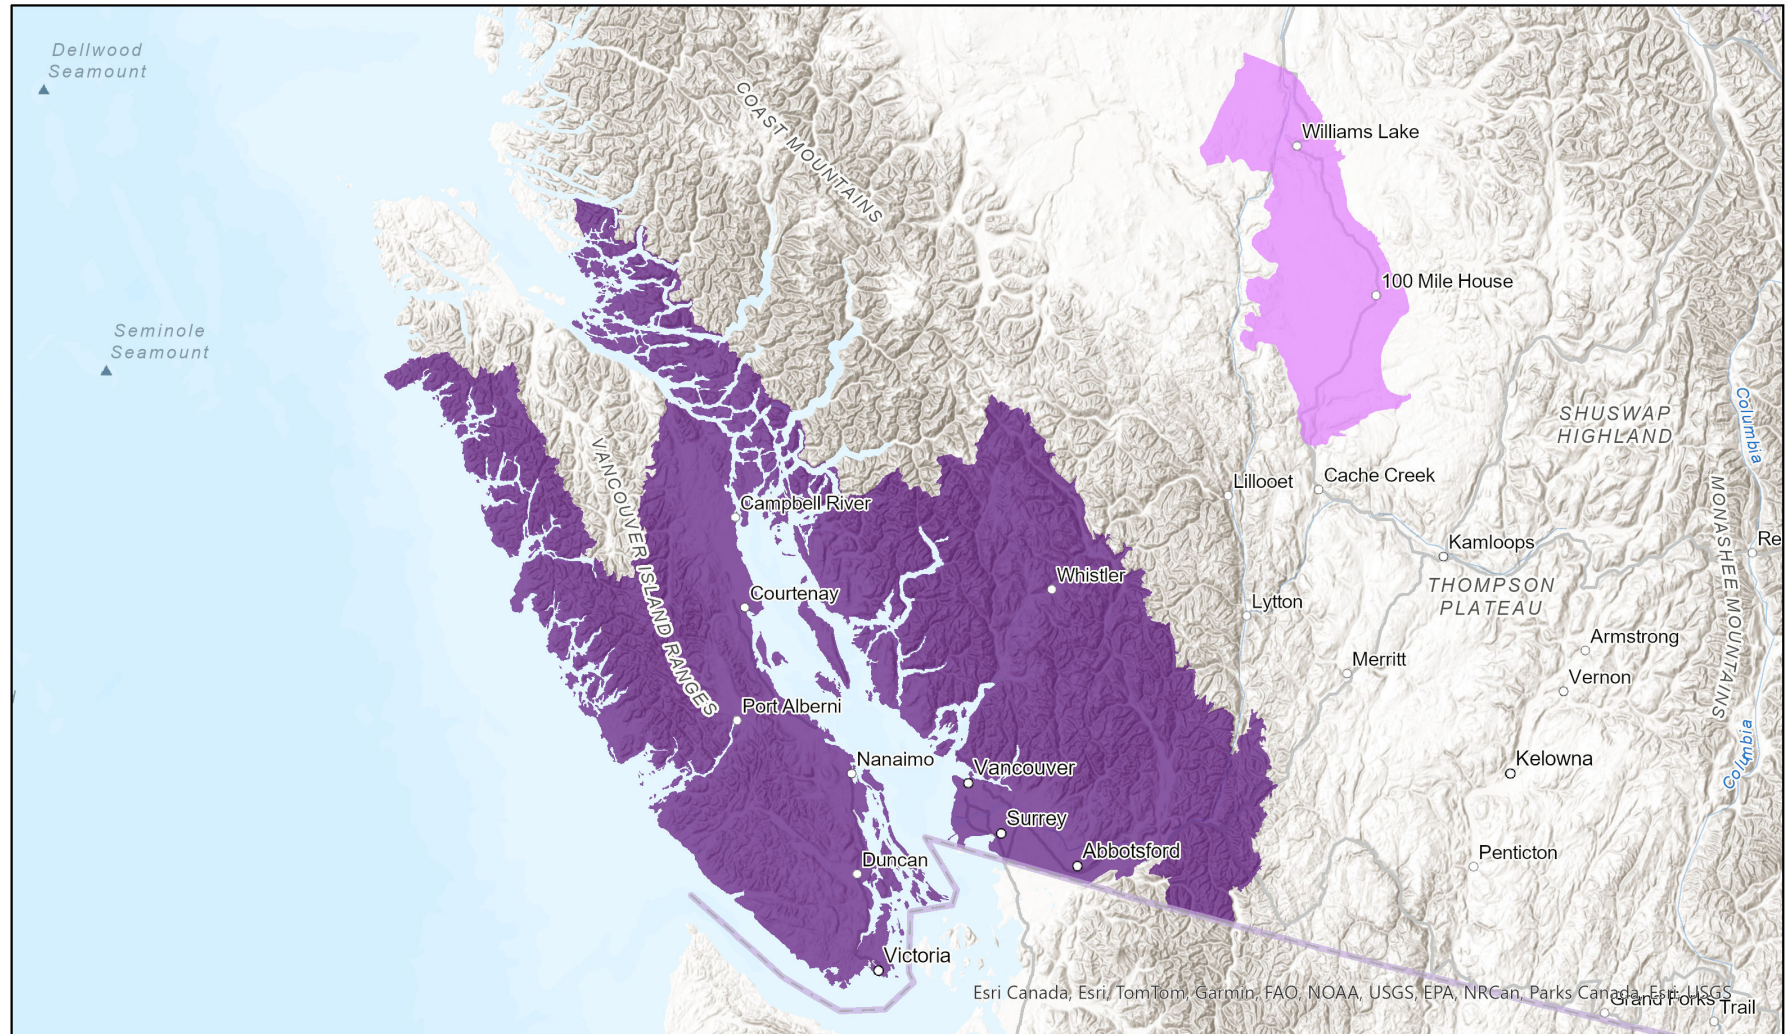 Dellwood
Seamount
COAST MOUNTAINS
Williams Lake
100 Mile House
Seminole
Seamount
Columbia
SHUSWAP
HIGHLAND
VANCOUVER ISLAND RANGES
Lillooet
Cache Creek
MONASHEE MOUNTAINS
Campbell River
Kamloops
Re
Whistler
THOMPSON
PLATEAU
Courtenay
Lytton
Armstrong
Merritt
Vernon
Port Alberni
Columbia
Nanaimo
Vancouver
Kelowna
Surrey
Abbotsford
Penticton
Duncan
Victoria
Esri Canada, Esri, TomTom, Garmin, FAO, NOAA, USGS, EPA, NRCan, Parks Canada, Esri, USGS
Grand Forks
Trail